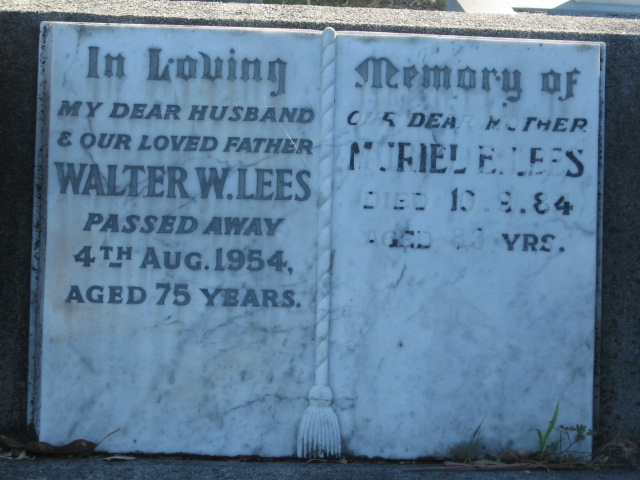 In Loving
MY DEAR HUSBAND
& OUR LOVED FATHER
WALTER W. LEES
PASSED AWAY
4TH AUG. 1954,
AGED 75 YEARS.
Memory of
OUR DEAR MOTHER
MURIEL E. LEES
DIED 9.84
AGED YRS.